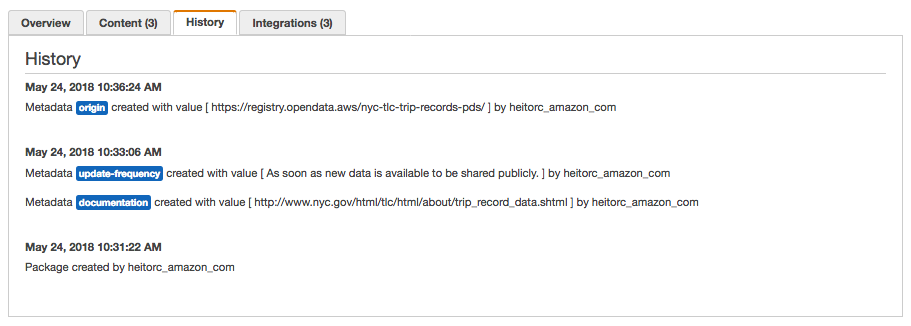 Overview Content (3) History Integrations (3)
History
May 24, 2018 10:36:24 AM
Metadata origin created with value [ https://registry.opendata.aws/nyc-tlc-trip-records-pds/ ] by heitorc_amazon_com
May 24, 2018 10:33:06 AM
Metadata update-frequency created with value [ As soon as new data is available to be shared publicly. ] by heitorc_amazon_com
Metadata documentation created with value [ http://www.nyc.gov/html/tlc/html/about/trip_record_data.shtml ] by heitorc_amazon_com
May 24, 2018 10:31:22 AM
Package created by heitorc_amazon_com